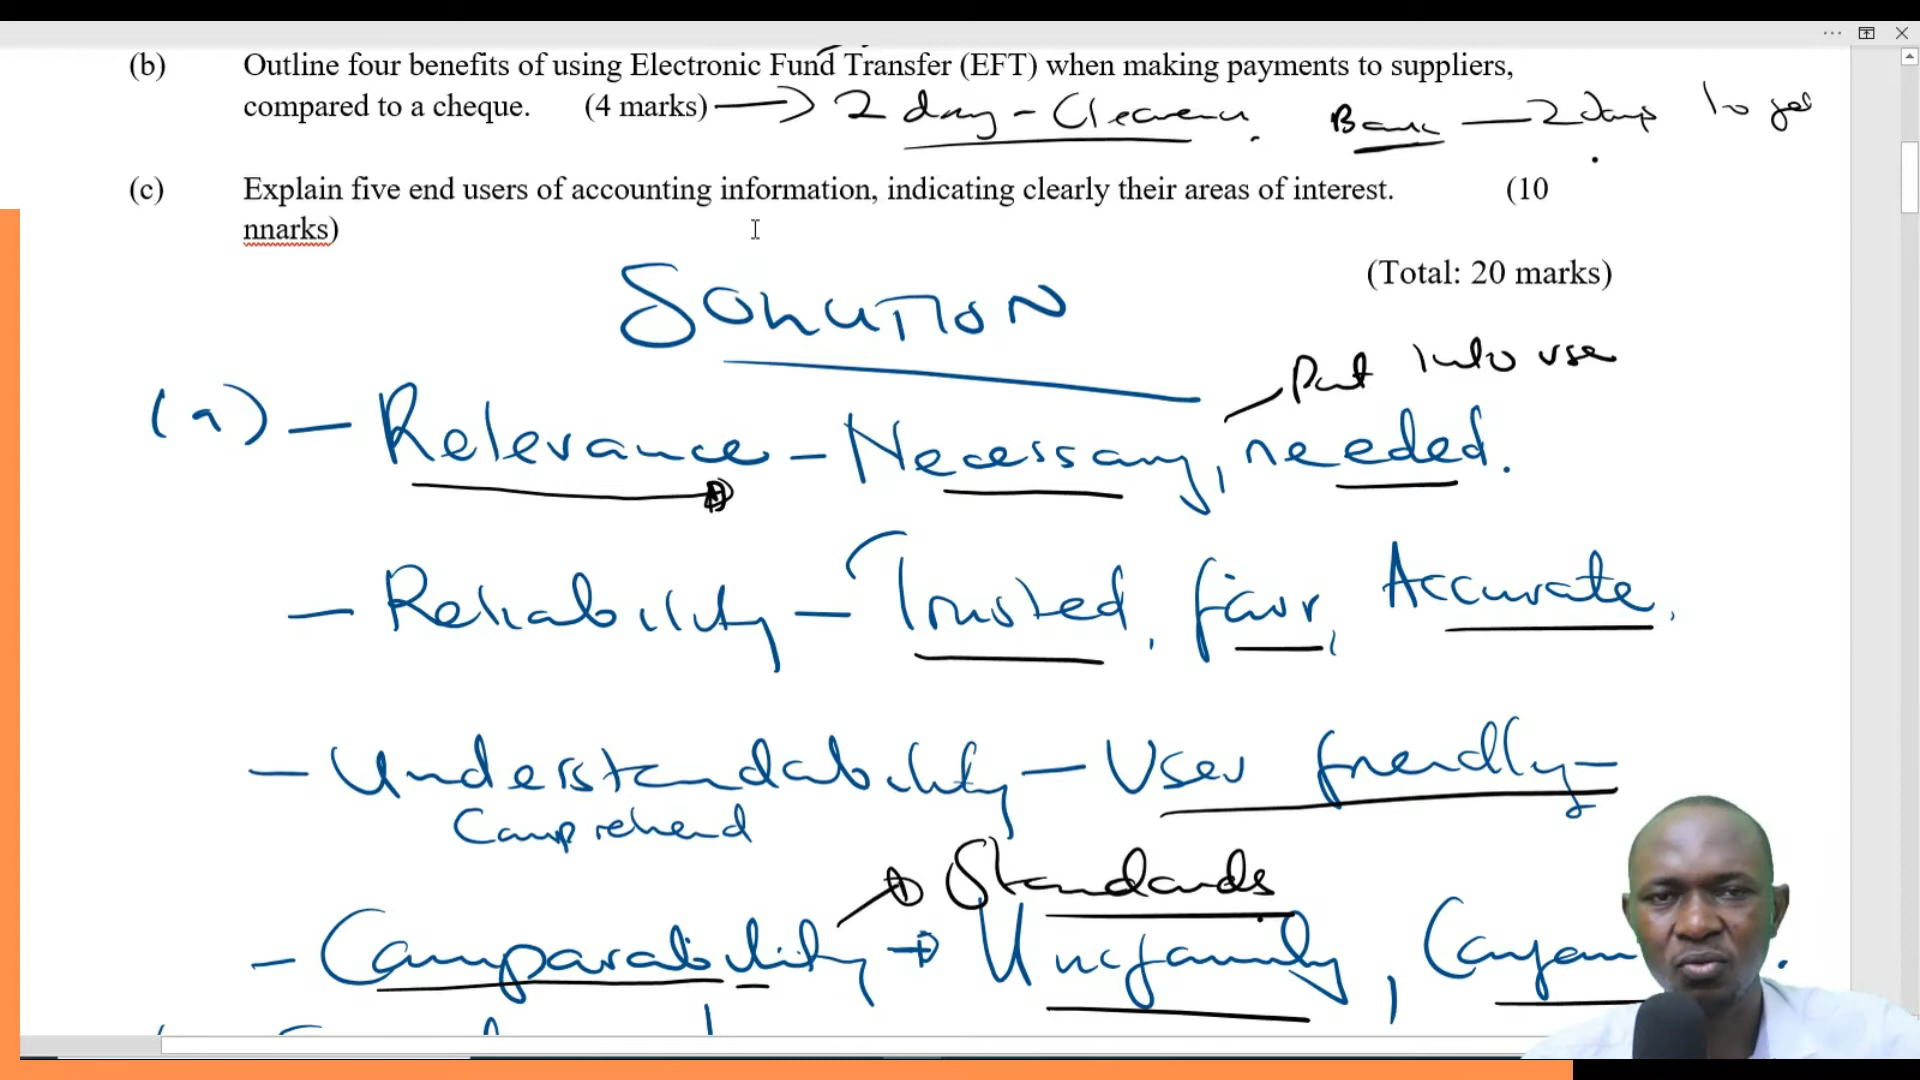 (b) Outline four benefits of using Electronic Fund Transfer (EFT) when making payments to suppliers,
compared to a cheque. (4 marks) → 2 day - Clearance. Bank — 2 days to
(c) Explain five end users of accounting information, indicating clearly their areas of interest. (10
nnarks)
(Total: 20 marks)
SOLUTION
Put into use
(a) - Relevance - Necessary, needed.
- Reliability - Trusted, fair, Accurate.
- Understandability - User friendly -
Comprehend
Standards
- Comparability →